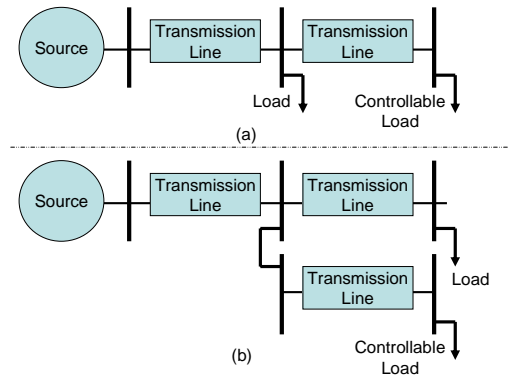 Source
Transmission
Line
Transmission
Line
Load
Controllable
Load
(a)
Source
Transmission
Line
Transmission
Line
Transmission
Line
Load
Controllable
Load
(b)